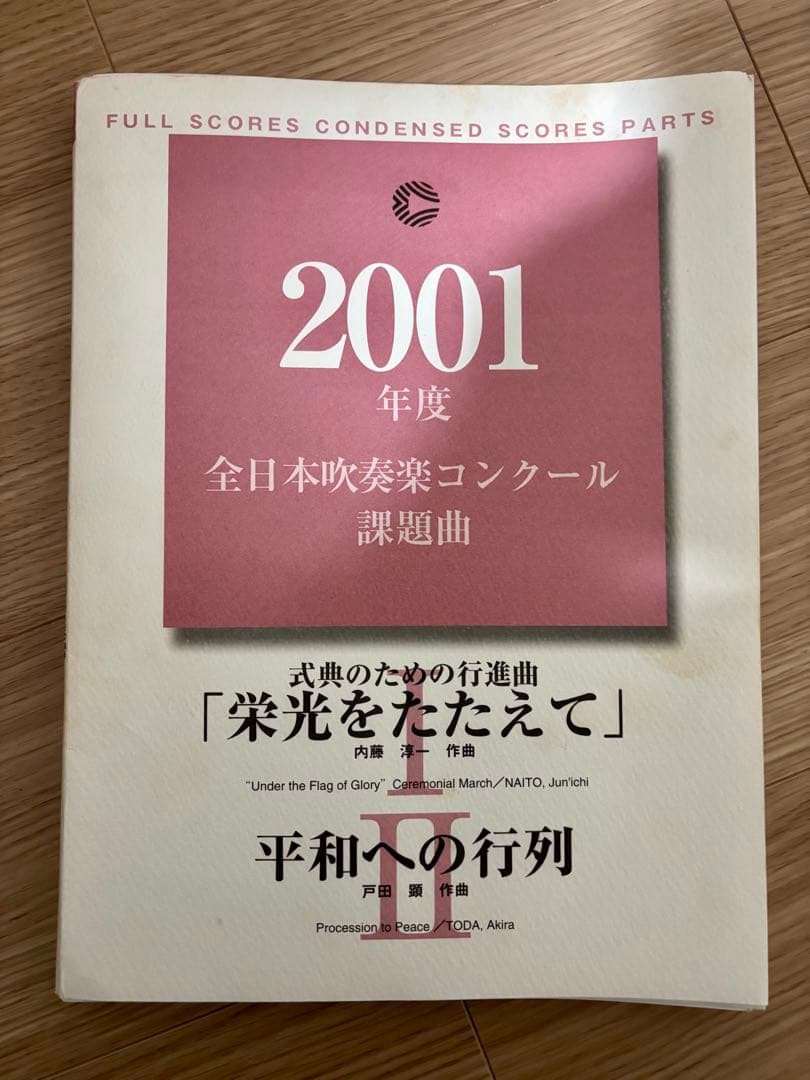 FULL SCORES CONDENSED SCORES PARTS
2001
年度
全日本吹奏楽コンクール
課題曲
I
式典のための行進曲
「栄光をたたえて」
内藤 淳一 作曲
“Under the Flag of Glory” Ceremonial March／NAITO, Jun'ichi
II
平和への行列
戸田 顕 作曲
Procession to Peace ／TODA, Akira